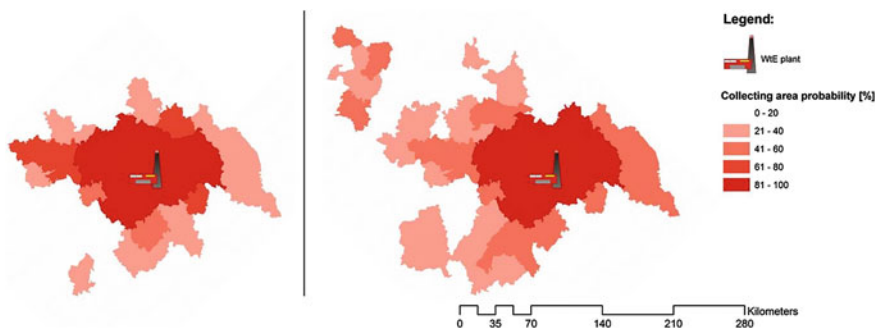 Legend:
WtE plant
Collecting area probability [%]
0 - 20
21 - 40
41 - 60
61 - 80
81 - 100
Kilometers
0 35 70 140 210 280